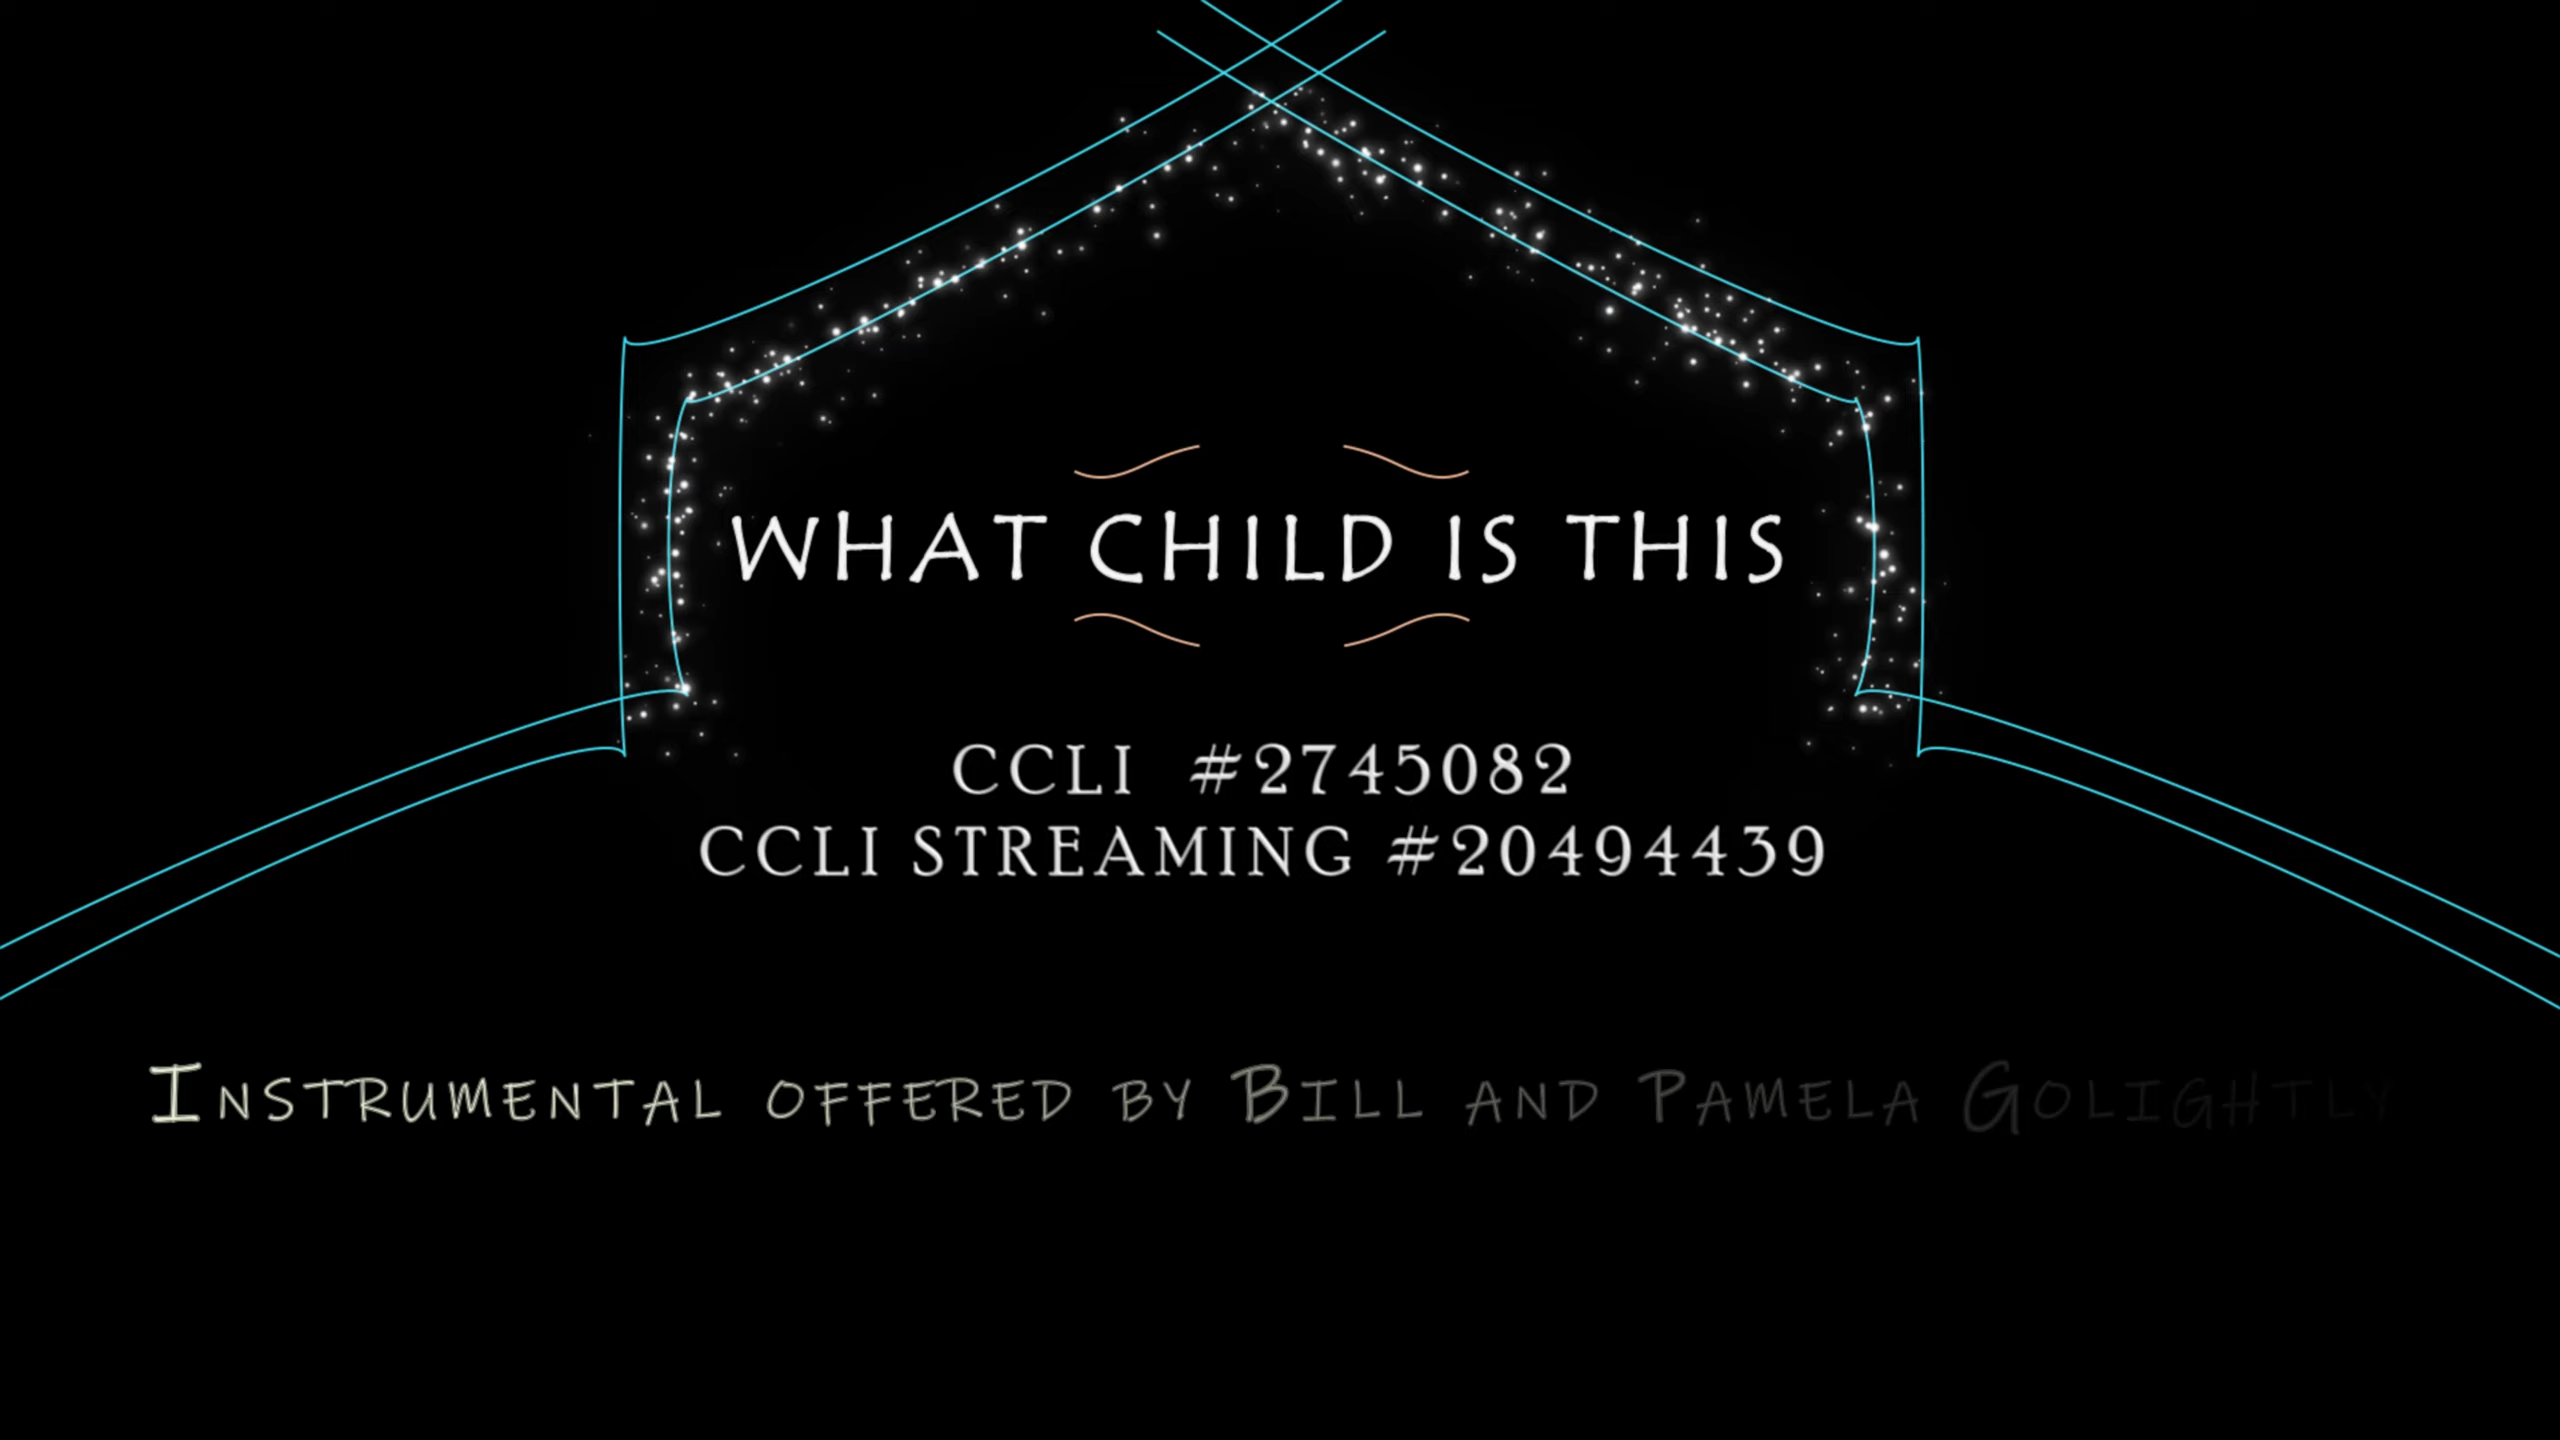 WHAT CHILD IS THIS
CCLI #2745082
CCLI STREAMING #20494439
Instrumental offered by Bill and Pamela Golightly